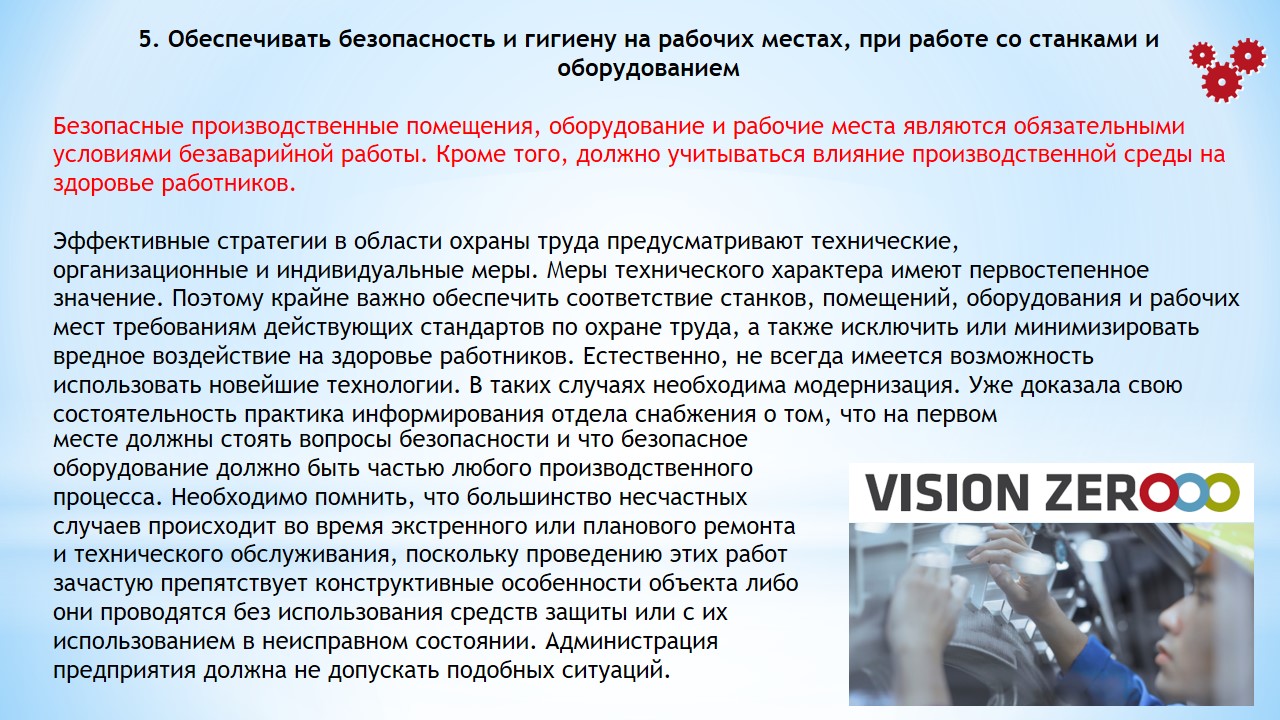 5. Обеспечивать безопасность и гигиену на рабочих местах, при работе со станками и
оборудованием
Безопасные производственные помещения, оборудование и рабочие места являются обязательными
условиями безаварийной работы. Кроме того, должно учитываться влияние производственной среды на
здоровье работников.
Эффективные стратегии в области охраны труда предусматривают технические,
организационные и индивидуальные меры. Меры технического характера имеют первостепенное
значение. Поэтому крайне важно обеспечить соответствие станков, помещений, оборудования и рабочих
мест требованиям действующих стандартов по охране труда, а также исключить или минимизировать
вредное воздействие на здоровье работников. Естественно, не всегда имеется возможность
использовать новейшие технологии. В таких случаях необходима модернизация. Уже доказала свою
состоятельность практика информирования отдела снабжения о том, что на первом
месте должны стоять вопросы безопасности и что безопасное
оборудование должно быть частью любого производственного
процесса. Необходимо помнить, что большинство несчастных
случаев происходит во время экстренного или планового ремонта
и технического обслуживания, поскольку проведению этих работ
зачастую препятствует конструктивные особенности объекта либо
они проводятся без использования средств защиты или с их
использованием в неисправном состоянии. Администрация
предприятия должна не допускать подобных ситуаций.
VISION ZEROOO